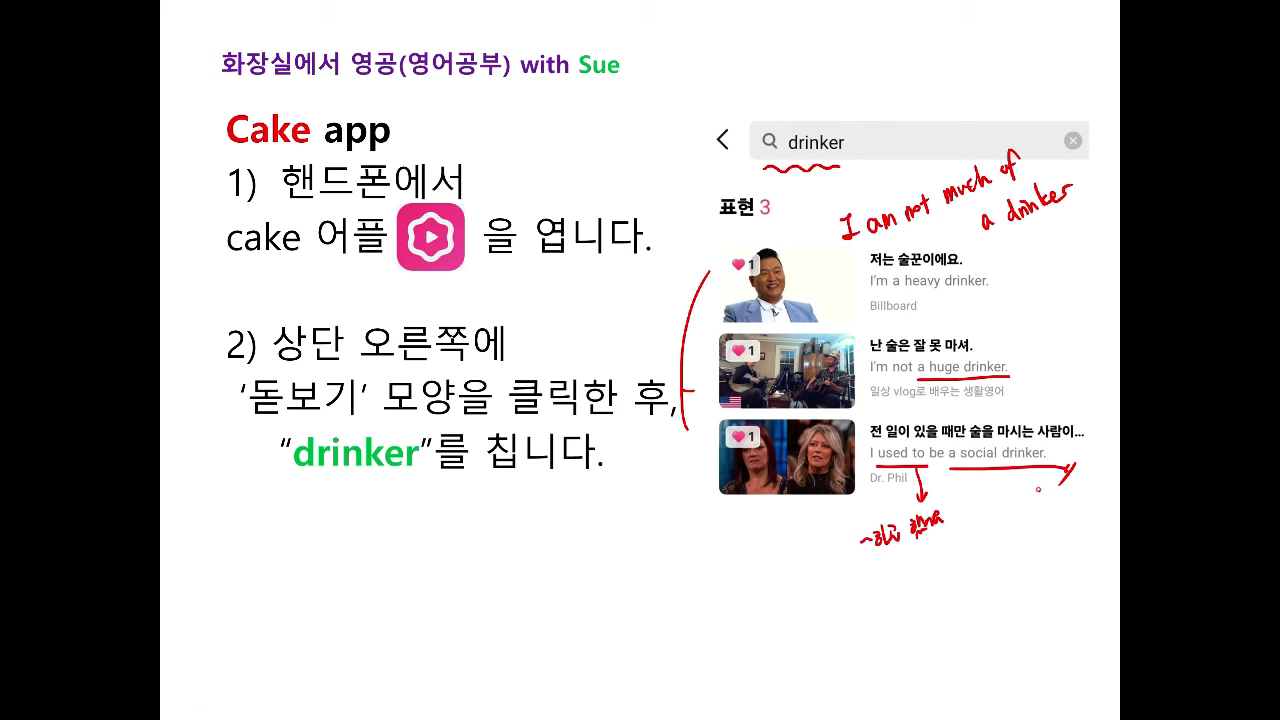 화장실에서 영공(영어공부) with Sue
Cake app
1) 핸드폰에서
cake 어플 을 엽니다.
2) 상단 오른쪽에
‘돋보기’ 모양을 클릭한 후,
“drinker”를 칩니다.
drinker
I am not much of
a drinker
표현 3
1
저는 술꾼이에요.
I'm a heavy drinker.
Billboard
1
난 술은 잘 못 마셔.
I'm not a huge drinker.
일상 vlog로 배우는 생활영어
1
전 일이 있을 때만 술을 마시는 사람이...
I used to be a social drinker.
Dr. Phil
~하곤 했어요